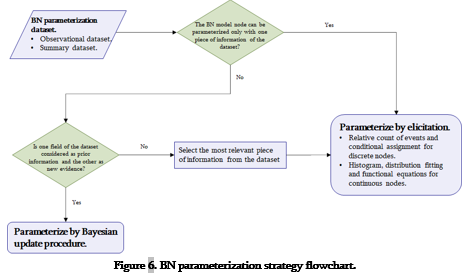 BN parameterization
dataset.
• Observational dataset.
• Summary dataset.
The BN model node can be
parameterized only with one
piece of information of the
dataset?
Yes
No
Is one field of the dataset
considered as prior
information and the other as
new evidence?
No
Select the most relevant piece
of information from the dataset
Parameterize by elicitation.
• Relative count of events and
conditional assignment for
discrete nodes.
• Histogram, distribution fitting
and functional equations for
continuous nodes.
Yes
Parameterize by Bayesian
update procedure.
Figure 6. BN parameterization strategy flowchart.